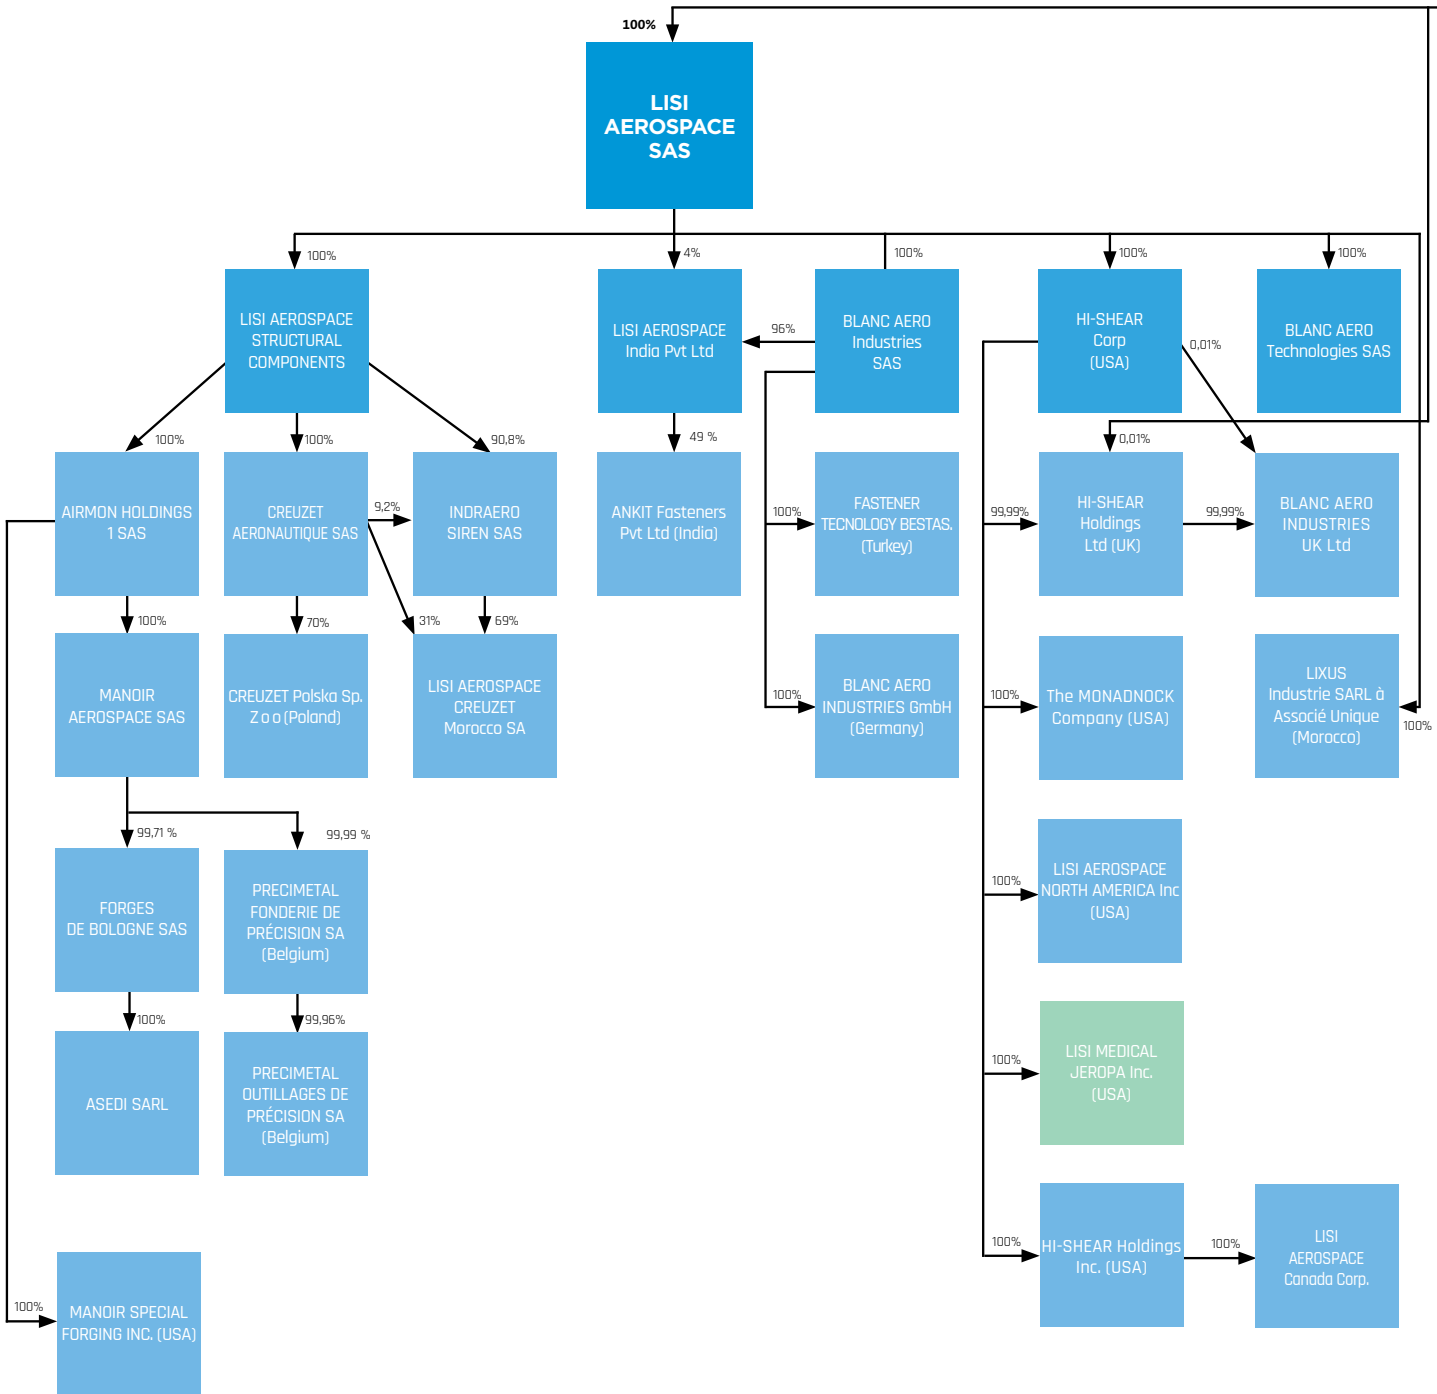 100%
LISI
AEROSPACE
SAS
100%
4%
100%
100%
100%
LISI AEROSPACE
STRUCTURAL
COMPONENTS
LISI AEROSPACE
India Pvt Ltd
96%
BLANC AERO
Industries
SAS
HI-SHEAR
Corp
(USA)
0,01%
BLANC AERO
Technologies SAS
100%
100%
90,8%
49 %
0,01%
AIRMON HOLDINGS
1 SAS
CREUZET
AERONAUTIQUE SAS
9,2%
INDRAERO
SIREN SAS
ANKIT Fasteners
Pvt Ltd (India)
100%
FASTENER
TECNOLOGY BESTAS.
(Turkey)
99,99%
HI-SHEAR
Holdings
Ltd (UK)
99,99%
BLANC AERO
INDUSTRIES
UK Ltd
100%
70%
31%
69%
MANOIR
AEROSPACE SAS
CREUZET Polska Sp.
Z o o (Poland)
LISI AEROSPACE
CREUZET
Morocco SA
100%
BLANC AERO
INDUSTRIES GmbH
(Germany)
100%
The MONADNOCK
Company (USA)
LIXUS
Industrie SARL à
Associé Unique
(Morocco)
100%
99,71 %
99,99 %
FORGES
DE BOLOGNE SAS
PRECIMETAL
FONDERIE DE
PRÉCISION SA
(Belgium)
100%
LISI AEROSPACE
NORTH AMERICA Inc
(USA)
100%
99,96%
ASEDI SARL
PRECIMETAL
OUTILLAGES DE
PRÉCISION SA
(Belgium)
100%
LISI MEDICAL
JEROPA Inc.
(USA)
100%
HI-SHEAR Holdings
Inc. (USA)
100%
LISI
AEROSPACE
Canada Corp.
100%
MANOIR SPECIAL
FORGING INC. (USA)